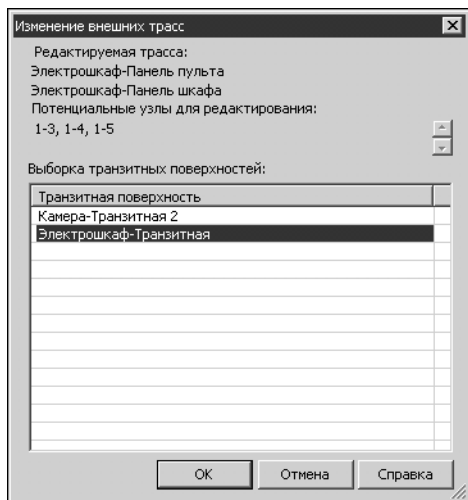 Изменение внешних трасс
Редактируемая трасса:
Электрошкаф-Панель пульта
Электрошкаф-Панель шкафа
Потенциальные узлы для редактирования:
1-3, 1-4, 1-5
Выборка транзитных поверхностей:
Транзитная поверхность
Камера-Транзитная 2
Электрошкаф-Транзитная
OK Отмена Справка